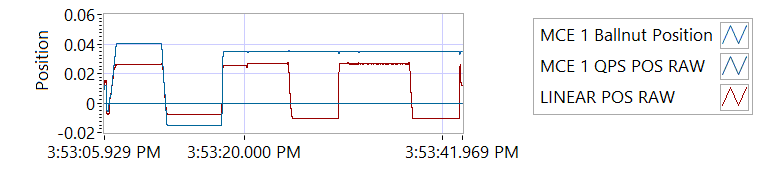 0.06
0.04
0.02
0
-0.02
Position
3:53:05.929 PM
3:53:20.000 PM
3:53:41.969 PM
MCE 1 Ballnut Position
MCE 1 QPS POS RAW
LINEAR POS RAW